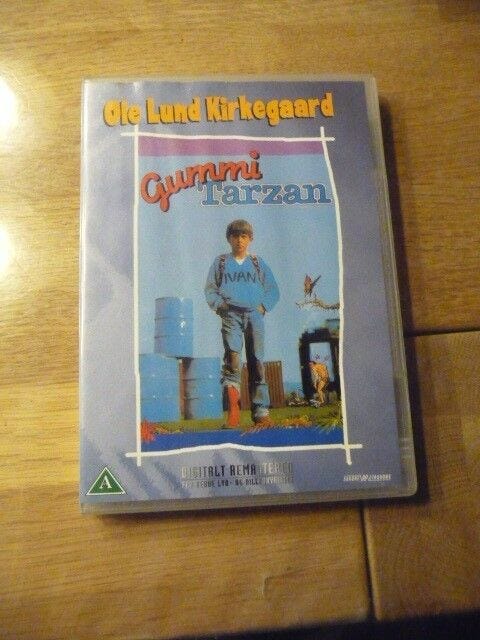 Ole Lund Kirkegaard
Gummi
Tarzan
IVAN
DIGITALT REMASTERED
A